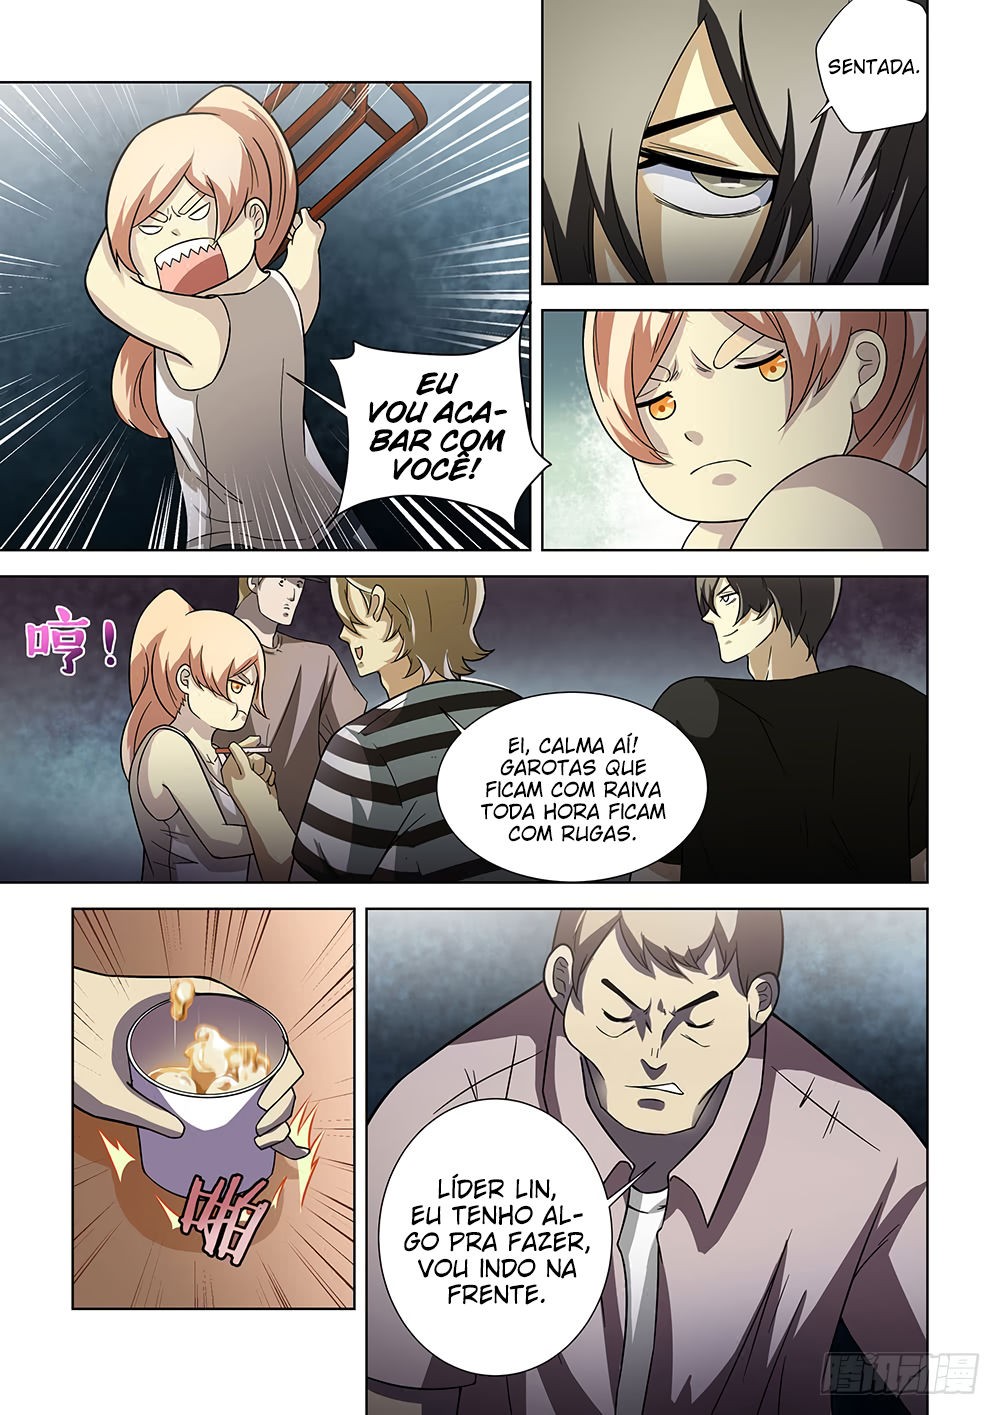 SENTADA.
EU
VOU ACA-
BAR COM
VOCÊ!
哼!
EI, CALMA AÍ!
GAROTAS QUE
FICAM COM RAIVA
TODA HORA FICAM
COM RUGAS.
啪
LÍDER LIN,
EU TENHO AL-
GO PRA FAZER,
VOU INDO NA
FRENTE.
腾讯动漫